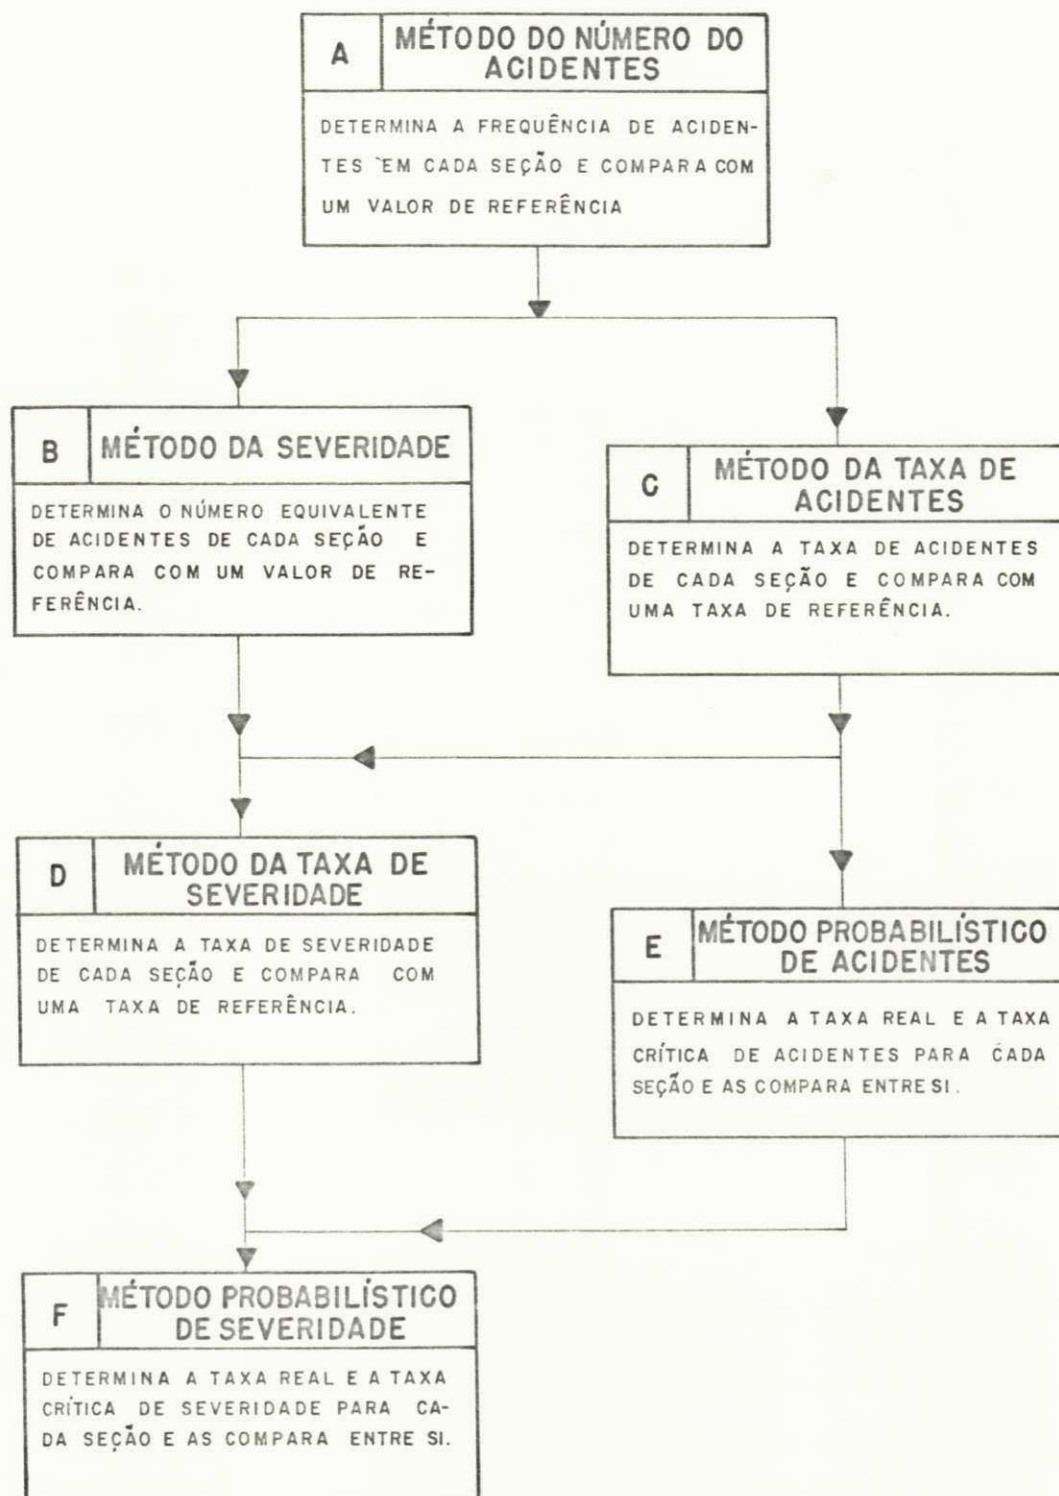 A
MÉTODO DO NÚMERO DO
ACIDENTES
DETERMINA A FREQUÊNCIA DE ACIDEN-
TES EM CADA SEÇÃO E COMPARA COM
UM VALOR DE REFERÊNCIA
B
MÉTODO DA SEVERIDADE
DETERMINA O NÚMERO EQUIVALENTE
DE ACIDENTES DE CADA SEÇÃO E
COMPARA COM UM VALOR DE RE-
FERÊNCIA.
C
MÉTODO DA TAXA DE
ACIDENTES
DETERMINA A TAXA DE ACIDENTES
DE CADA SEÇÃO E COMPARA COM
UMA TAXA DE REFERÊNCIA.
D
MÉTODO DA TAXA DE
SEVERIDADE
DETERMINA A TAXA DE SEVERIDADE
DE CADA SEÇÃO E COMPARA COM
UMA TAXA DE REFERÊNCIA.
E
MÉTODO PROBABILÍSTICO
DE ACIDENTES
DETERMINA A TAXA REAL E A TAXA
CRÍTICA DE ACIDENTES PARA CADA
SEÇÃO E AS COMPARA ENTRE SI.
F
MÉTODO PROBABILÍSTICO
DE SEVERIDADE
DETERMINA A TAXA REAL E A TAXA
CRÍTICA DE SEVERIDADE PARA CA-
DA SEÇÃO E AS COMPARA ENTRE SI.